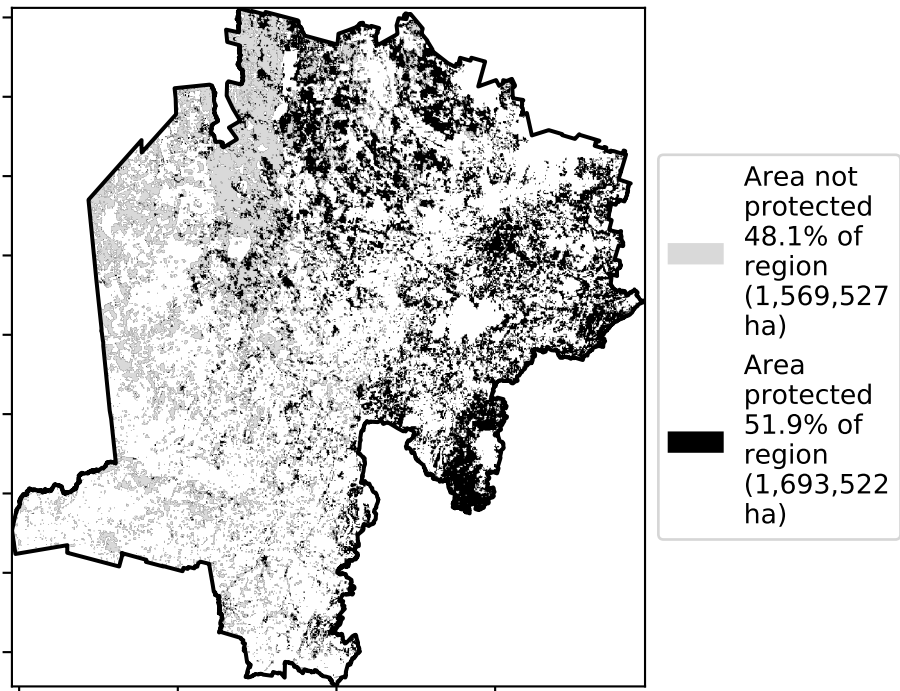 Area not
protected
48.1% of
region
(1,569,527
ha)
Area
protected
51.9% of
region
(1,693,522
ha)